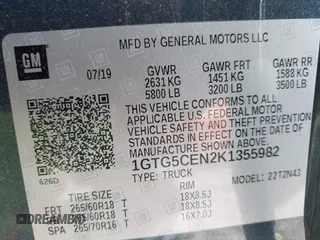 GM
MFD BY GENERAL MOTORS LLC
07/19
GVWR GAWR FRT GAWR RR
2631 KG 1451 KG 1588 KG
5800 LB 3200 LB 3500 LB
THIS VEHICLE CONFORMS TO ALL
APPLICABLE U.S. FEDERAL MOTOR
VEHICLE SAFETY AND THEFT PREVENTION
STANDARDS IN EFFECT ON THE DATE OF
MANUFACTURE SHOWN ABOVE.
1GTG5CEN2K1355982
TYPE: TRUCK MODEL: 22T2N43
626D
TIRE SIZE RIM
FRT 265/60R18 T 18X8.5J
RR 265/60R18 T 18X8.5J
SPA 265/70R16 T 16X7.0J
DREAMBID